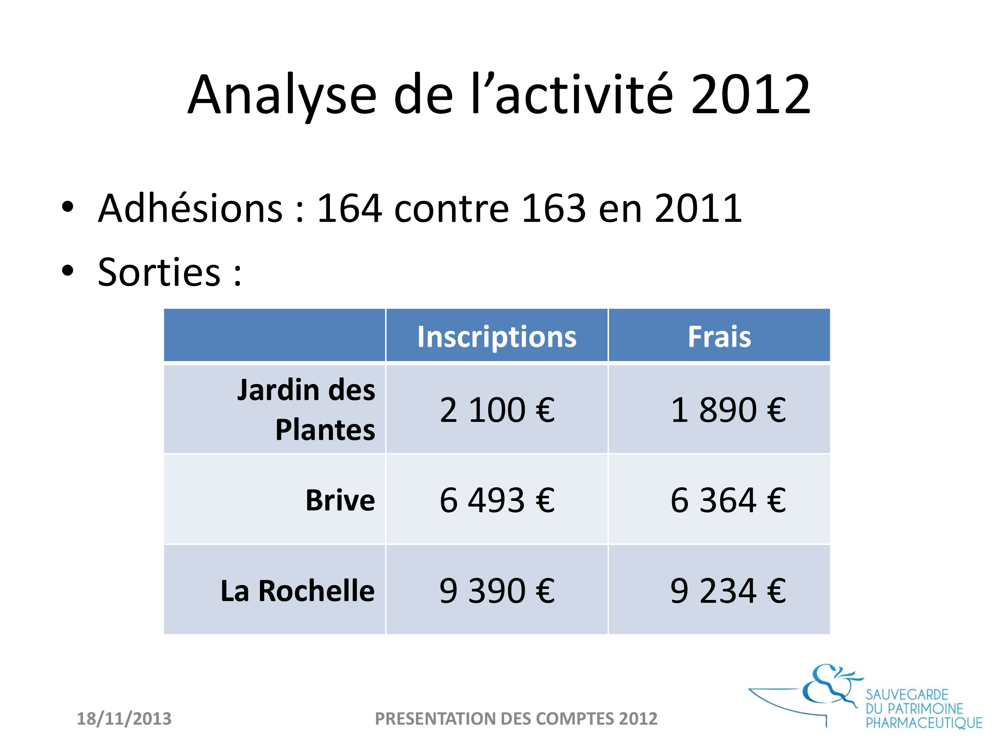 Analyse de l’activité 2012
• Adhésions : 164 contre 163 en 2011
• Sorties :
Inscriptions Frais
Jardin des
Plantes 2 100 € 1 890 €
Brive 6 493 € 6 364 €
La Rochelle 9 390 € 9 234 €
18/11/2013 PRESENTATION DES COMPTES 2012
SAUVEGARDE
DU PATRIMOINE
PHARMACEUTIQUE